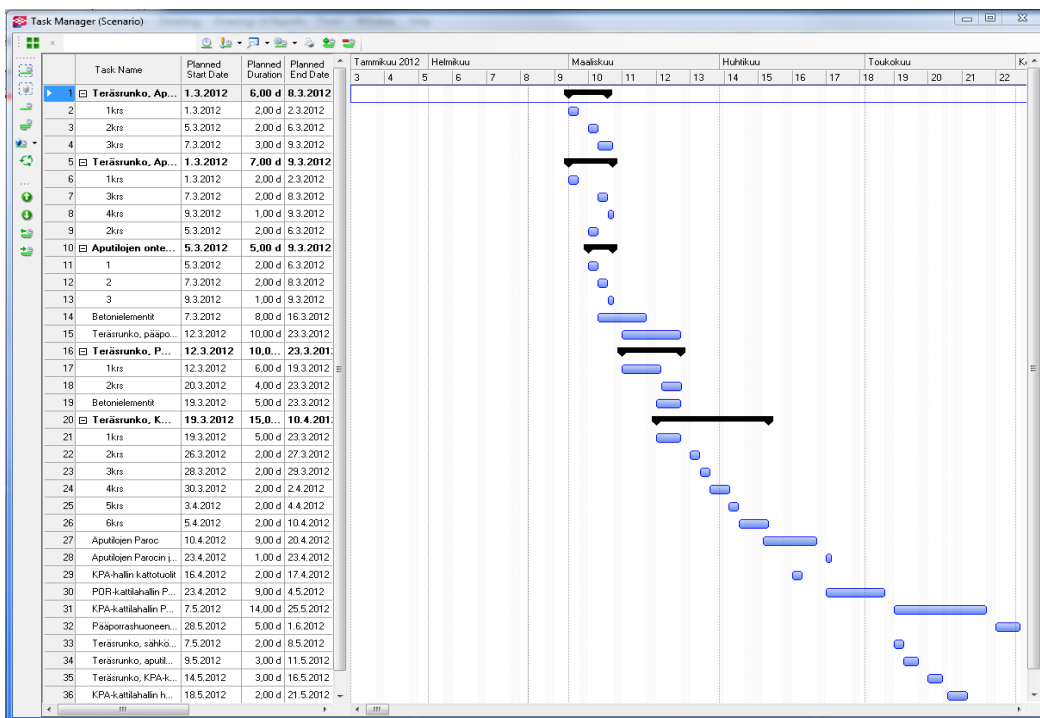 Task Manager (Scenario)
Task Name Planned Start Date Planned Duration Planned End Date
Tammikuu 2012 Helmikuu Maaliskuu Huhtikuu Toukokuu
3 4 5 6 7 8 9 10 11 12 13 14 15 16 17 18 19 20 21 22
1 Teräsrunko, Ap... 1.3.2012 6,00 d 8.3.2012
2 1krs 1.3.2012 2,00 d 2.3.2012
3 2krs 5.3.2012 2,00 d 6.3.2012
4 3krs 7.3.2012 3,00 d 9.3.2012
5 Teräsrunko, Ap... 1.3.2012 7,00 d 9.3.2012
6 1krs 1.3.2012 2,00 d 2.3.2012
7 3krs 7.3.2012 2,00 d 8.3.2012
8 4krs 9.3.2012 1,00 d 9.3.2012
9 2krs 5.3.2012 2,00 d 6.3.2012
10 Aputilojen onte... 5.3.2012 5,00 d 9.3.2012
11 1 5.3.2012 2,00 d 6.3.2012
12 2 7.3.2012 2,00 d 8.3.2012
13 3 9.3.2012 1,00 d 9.3.2012
14 Betonielementit 7.3.2012 8,00 d 16.3.2012
15 Teräsrunko, pääpo... 12.3.2012 10,00 d 23.3.2012
16 Teräsrunko, P... 12.3.2012 10,0... 23.3.201
17 1krs 12.3.2012 6,00 d 19.3.2012
18 2krs 20.3.2012 4,00 d 23.3.2012
19 Betonielementit 19.3.2012 5,00 d 23.3.2012
20 Teräsrunko, K... 19.3.2012 15,0... 10.4.201
21 1krs 19.3.2012 5,00 d 23.3.2012
22 2krs 26.3.2012 2,00 d 27.3.2012
23 3krs 28.3.2012 2,00 d 29.3.2012
24 4krs 30.3.2012 2,00 d 2.4.2012
25 5krs 3.4.2012 2,00 d 4.4.2012
26 6krs 5.4.2012 2,00 d 10.4.2012
27 Aputilojen Paroc 10.4.2012 9,00 d 20.4.2012
28 Aputilojen Parocin j... 23.4.2012 1,00 d 23.4.2012
29 KPA-hallin kattotuolit 16.4.2012 2,00 d 17.4.2012
30 POR-kattilahallin P... 23.4.2012 9,00 d 4.5.2012
31 KPA-kattilahallin P... 7.5.2012 14,00 d 25.5.2012
32 Pääporrashuoneen... 28.5.2012 5,00 d 1.6.2012
33 Teräsrunko, sähkö... 7.5.2012 2,00 d 8.5.2012
34 Teräsrunko, aputil... 9.5.2012 3,00 d 11.5.2012
35 Teräsrunko, KPA-k... 14.5.2012 3,00 d 16.5.2012
36 KPA-kattilahallin h... 18.5.2012 2,00 d 21.5.2012